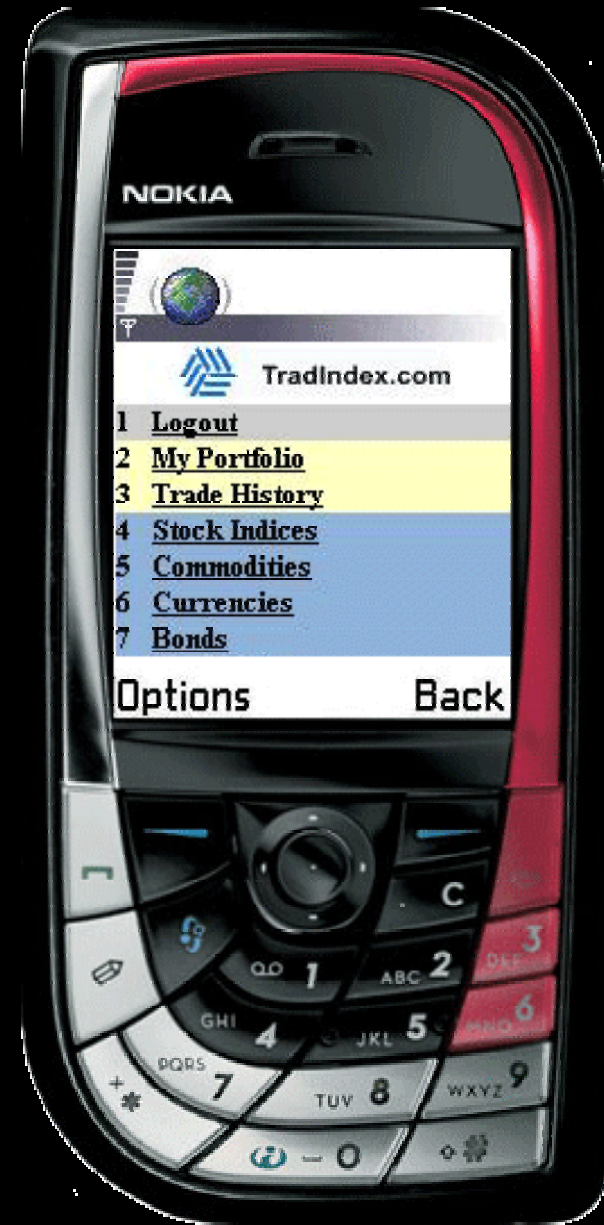 NOKIA
TradIndex.com
1 Logout
2 My Portfolio
3 Trade History
4 Stock Indices
5 Commodities
6 Currencies
7 Bonds
Options Back
C
1
ABC 2
DEF 3
GHI 4
JKL 5
MNO 6
PQRS 7
TUV 8
WXYZ 9
+ *
0
#